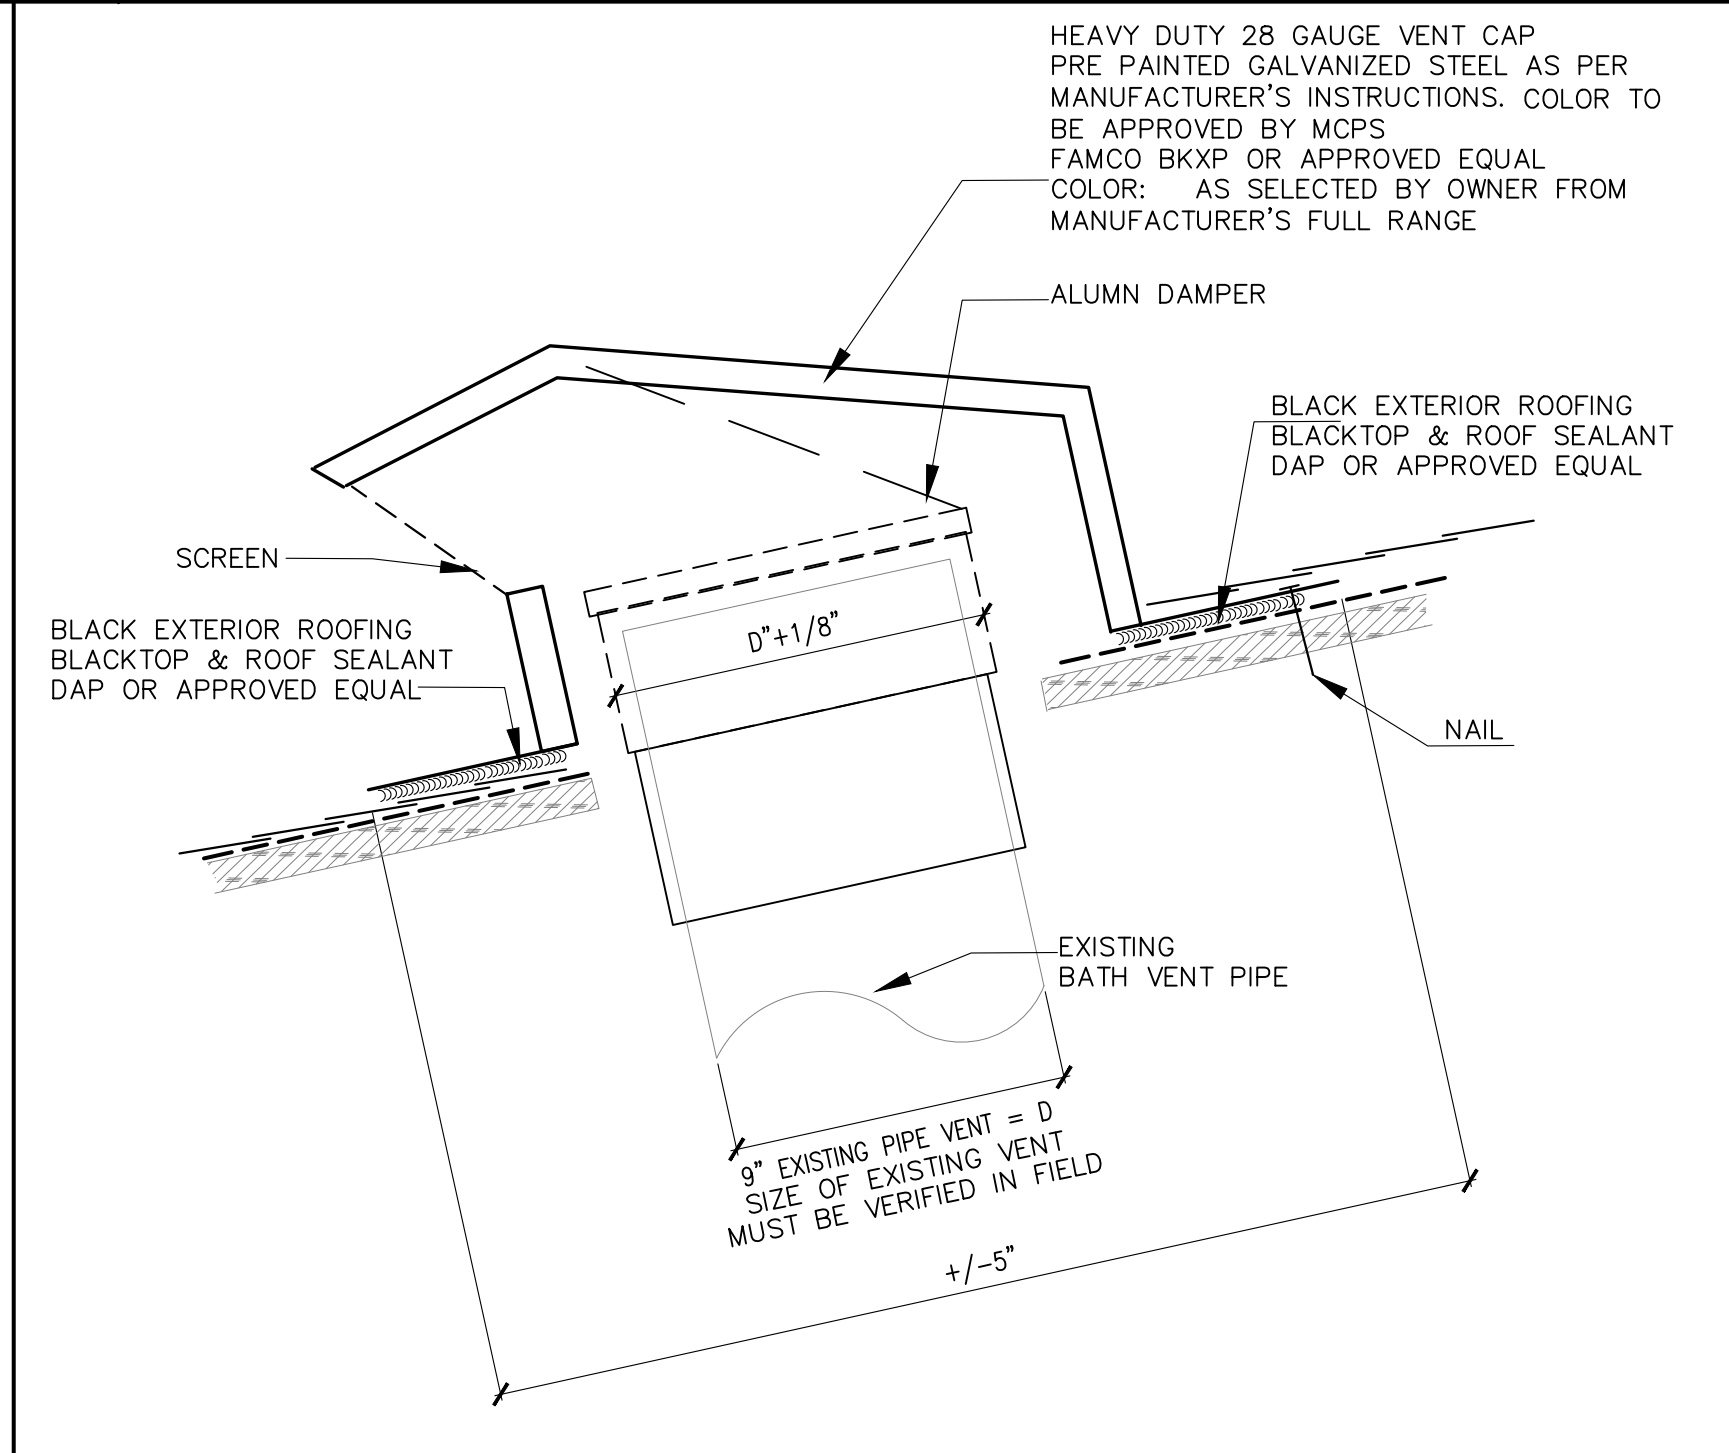 HEAVY DUTY 28 GAUGE VENT CAP
PRE PAINTED GALVANIZED STEEL AS PER
MANUFACTURER'S INSTRUCTIONS. COLOR TO
BE APPROVED BY MCPS
FAMCO BKXP OR APPROVED EQUAL
COLOR: AS SELECTED BY OWNER FROM
MANUFACTURER'S FULL RANGE
ALUMN DAMPER
BLACK EXTERIOR ROOFING
BLACKTOP & ROOF SEALANT
DAP OR APPROVED EQUAL
SCREEN
BLACK EXTERIOR ROOFING
BLACKTOP & ROOF SEALANT
DAP OR APPROVED EQUAL
D"+1/8"
NAIL
EXISTING
BATH VENT PIPE
9" EXISTING PIPE VENT = D
SIZE OF EXISTING VENT
MUST BE VERIFIED IN FIELD
+/-5"